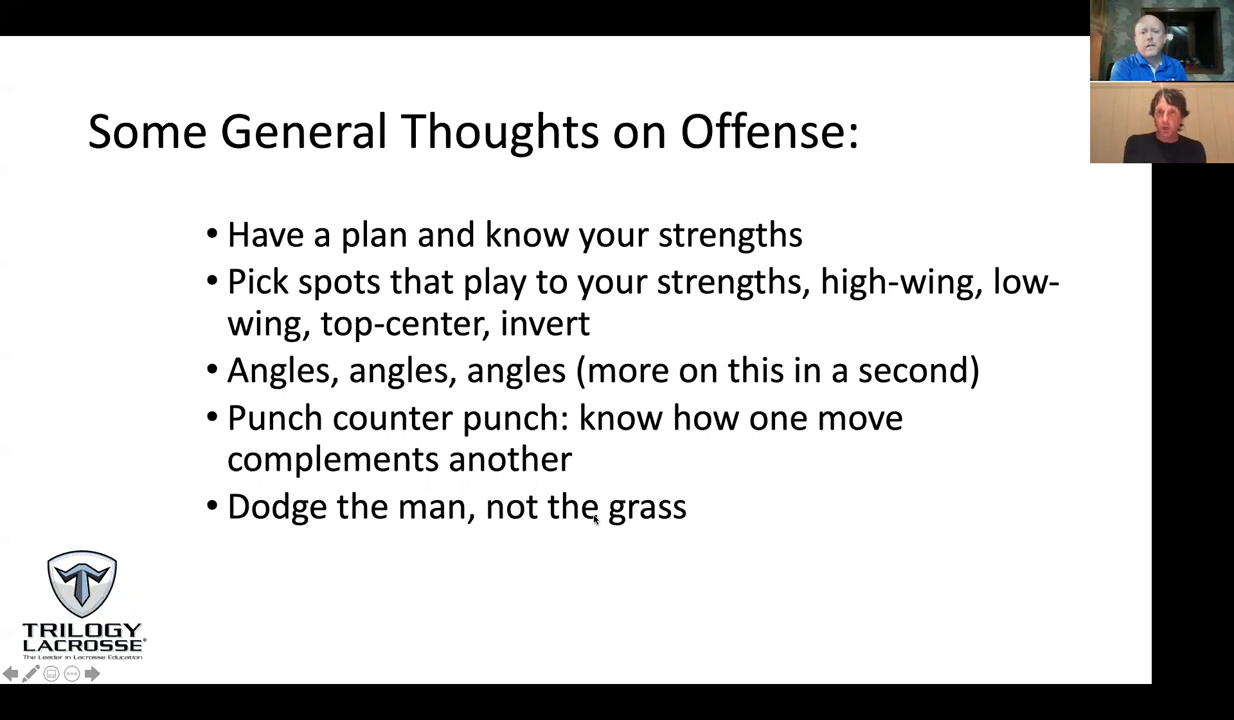 Some General Thoughts on Offense:
• Have a plan and know your strengths
• Pick spots that play to your strengths, high-wing, low-
wing, top-center, invert
• Angles, angles, angles (more on this in a second)
• Punch counter punch: know how one move
complements another
• Dodge the man, not the grass
TRILOGY
LACROSSE
The Leader in Lacrosse Education